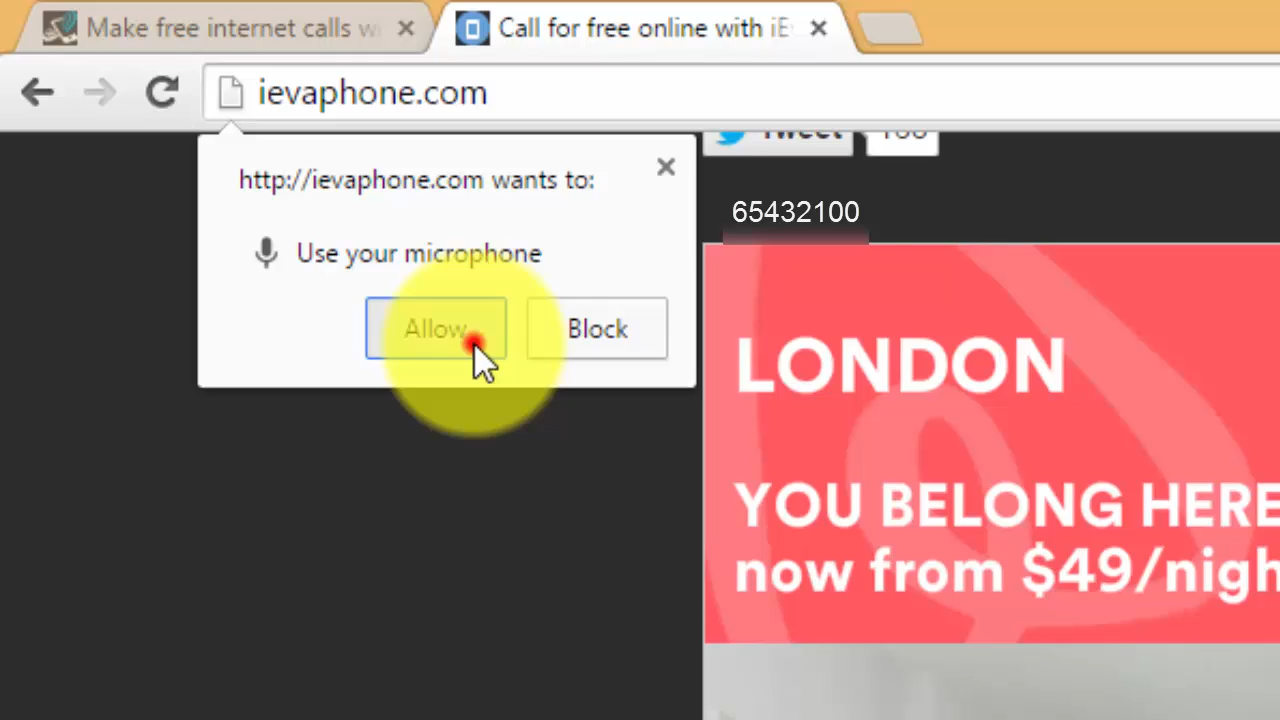 Make free internet calls w
Call for free online with iE
ievaphone.com
Tweet
http://ievaphone.com wants to:
65432100
Use your microphone
Allow
Block
LONDON
YOU BELONG HERE
now from $49/nigh